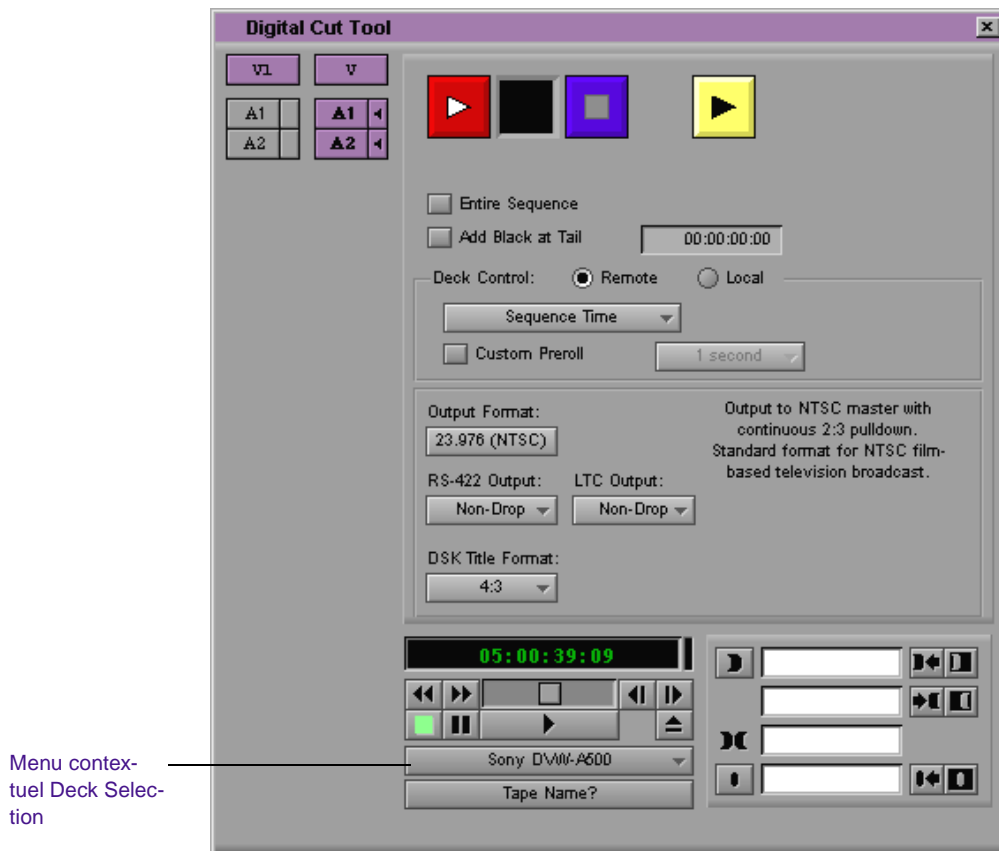 Digital Cut Tool
V1 V
A1 A1
A2 A2
Entire Sequence
Add Black at Tail 00:00:00:00
Deck Control: Remote Local
Sequence Time
Custom Preroll 1 second
Output Format:
23.976 (NTSC)
Output to NTSC master with
continuous 2:3 pulldown.
Standard format for NTSC film-
based television broadcast.
RS-422 Output: LTC Output:
Non-Drop Non-Drop
DSK Title Format:
4:3
05:00:39:09
Sony DVW-A500
Tape Name?
Menu contex-
tuel Deck Selec-
tion